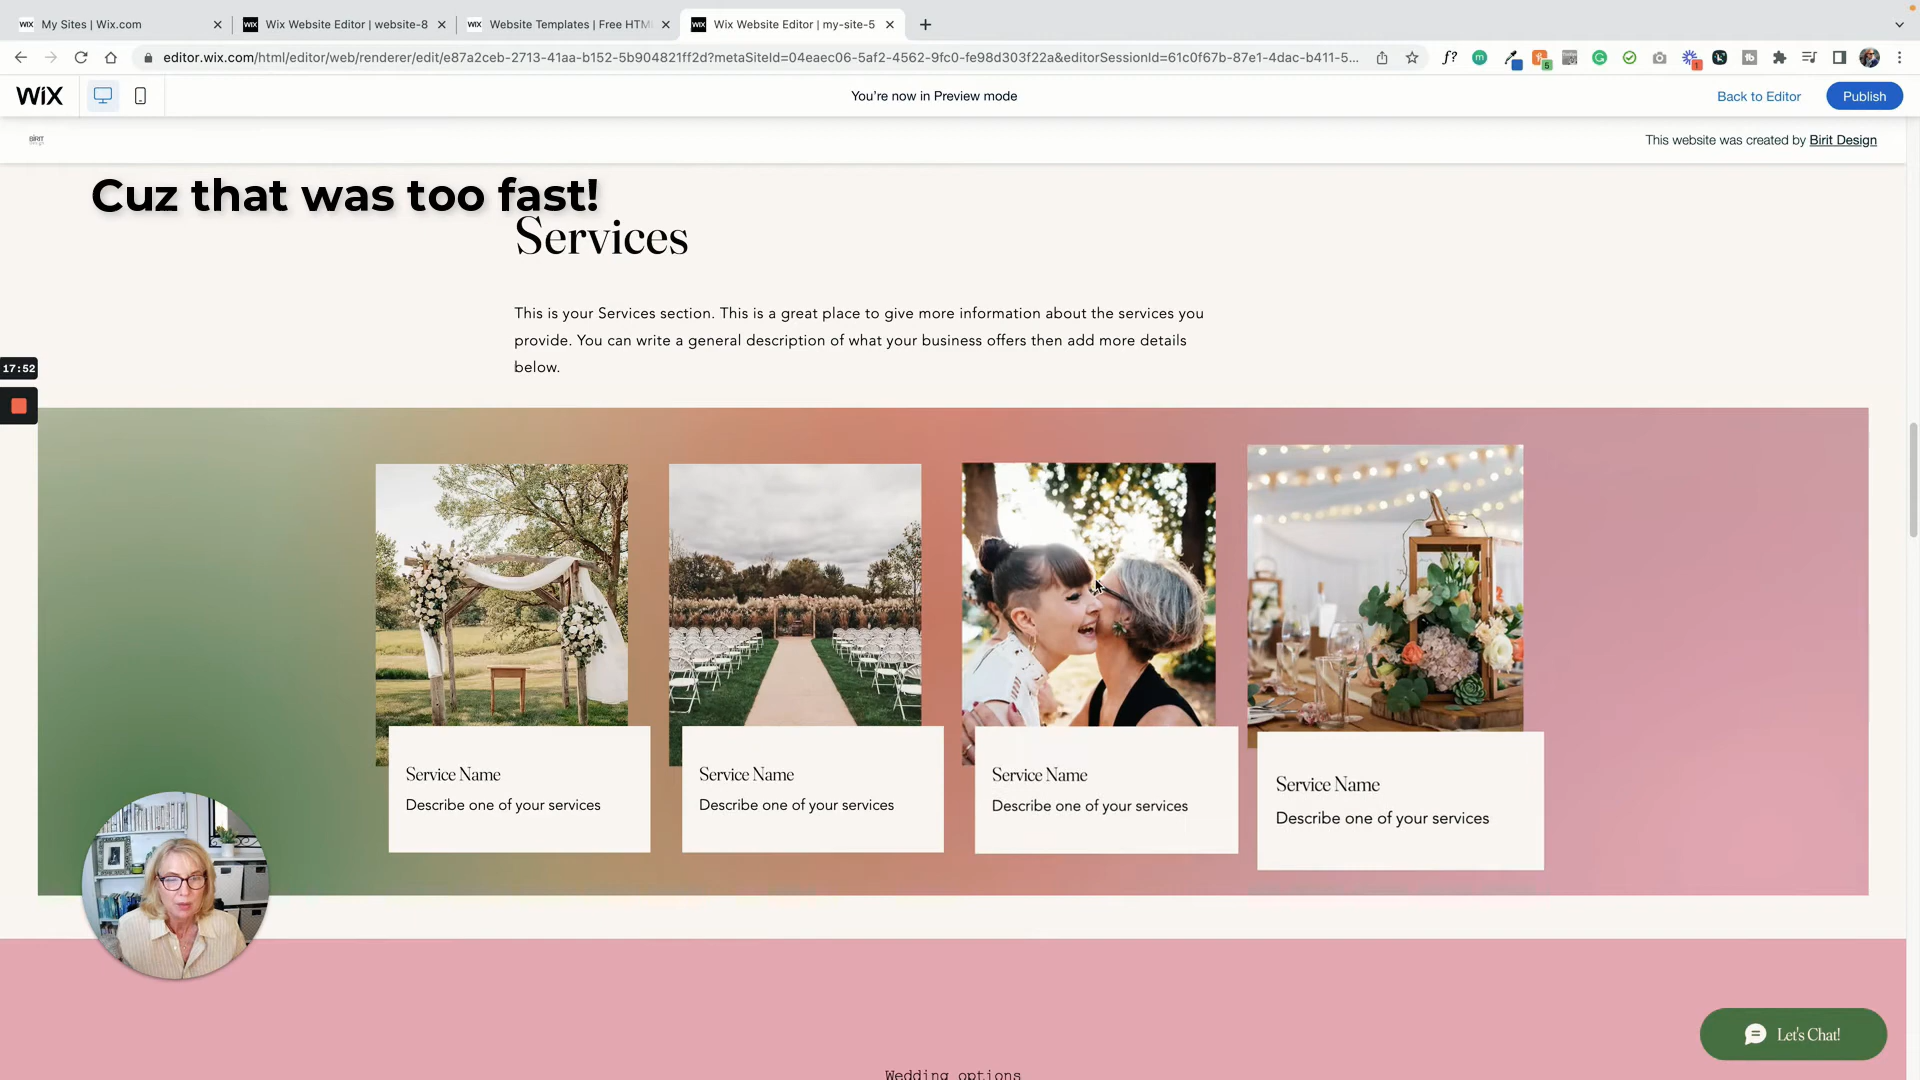 My Sites | Wix.com
Wix Website Editor | website-8
Website Templates | Free HTM
Wix Website Editor | my-site-5
editor.wix.com/html/editor/web/renderer/edit/e87a2ceb-2713-41aa-b152-5b904821ff2d?metaSiteId=04eaec06-5af2-4562-9fc0-fe98d303f22a&editorSessionId=61c0f67b-87e1-4dac-b411-5...
WIX
You're now in Preview mode
Back to Editor
Publish
BIRIT
This website was created by Birit Design
Cuz that was too fast!
Services
This is your Services section. This is a great place to give more information about the services you
provide. You can write a general description of what your business offers then add more details
below.
17:52
Service Name
Describe one of your services
Service Name
Describe one of your services
Service Name
Describe one of your services
Service Name
Describe one of your services
Let's Chat!
Wedding options